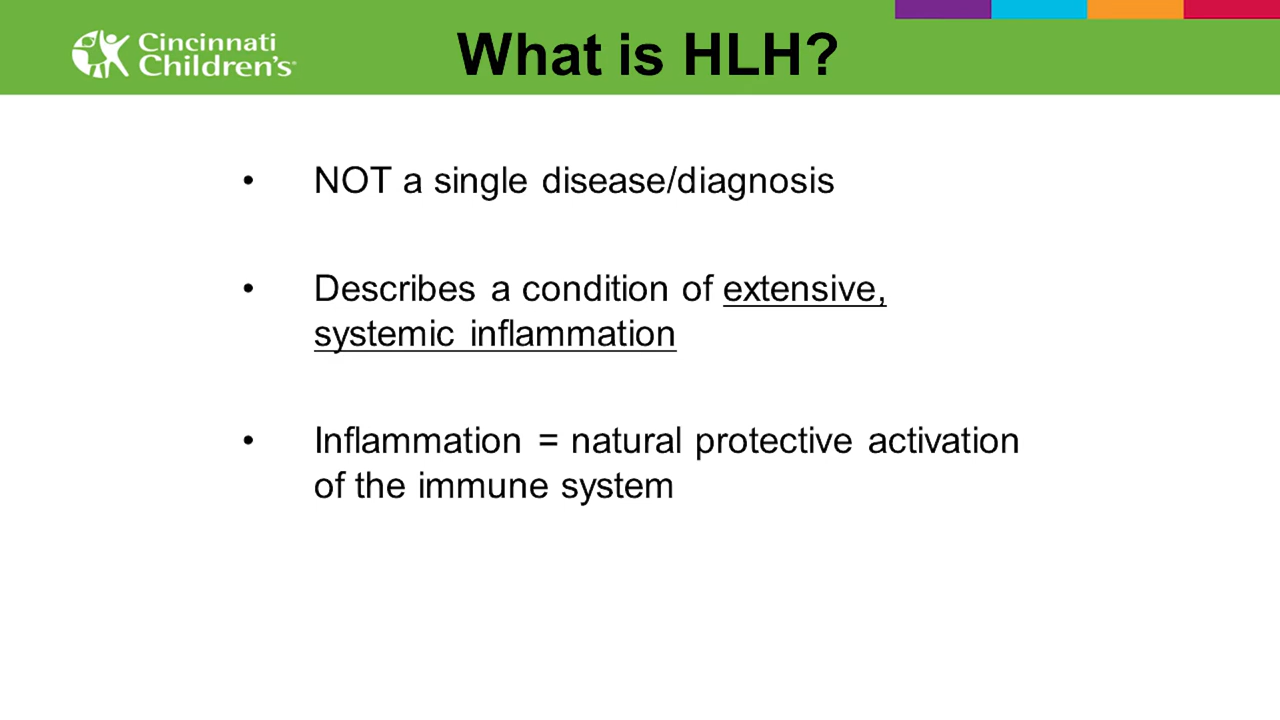 Cincinnati
Children's
What is HLH?
• NOT a single disease/diagnosis
• Describes a condition of extensive,
systemic inflammation
• Inflammation = natural protective activation
of the immune system